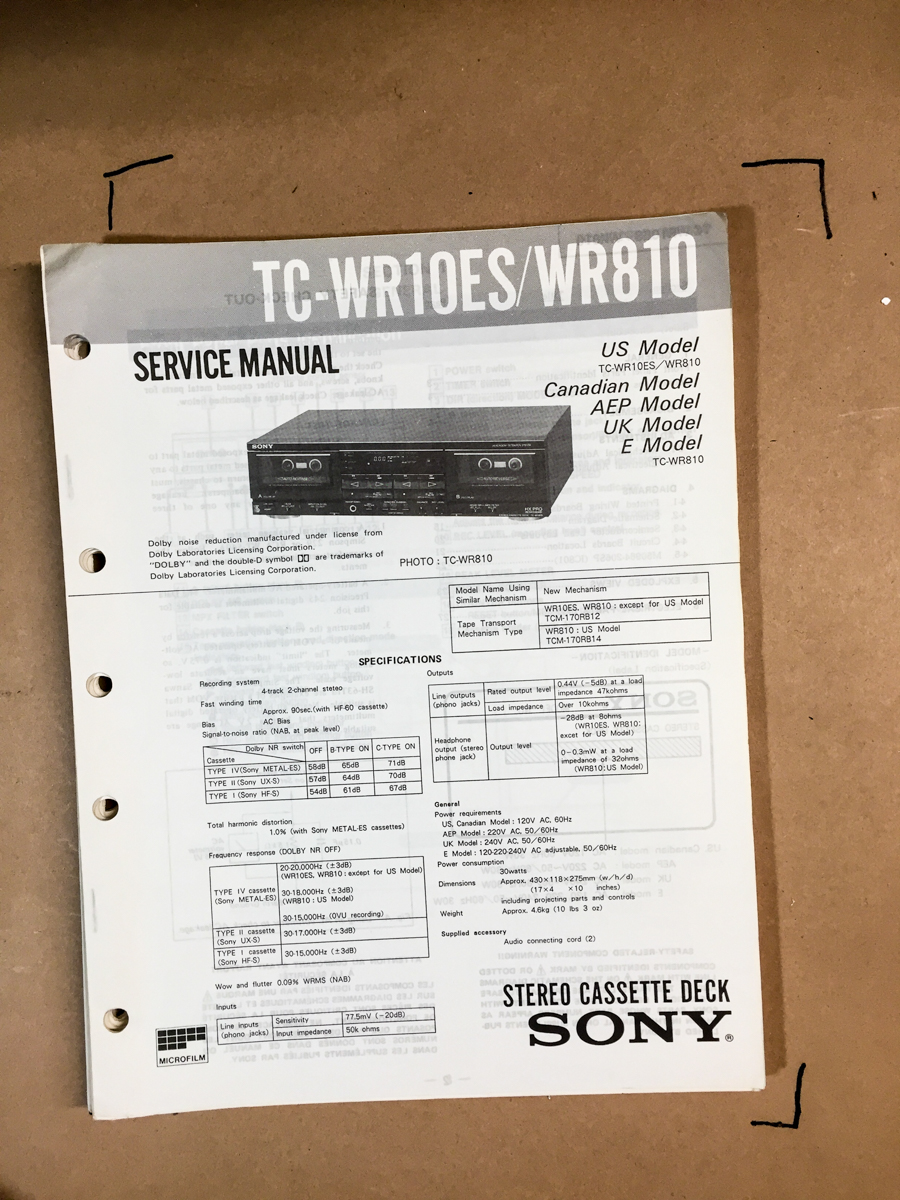 TC-WR10ES/WR810
SERVICE MANUAL
US Model
TC-WR10ES/WR810
Canadian Model
AEP Model
UK Model
E Model
TC-WR810
SONY
A
B
HX PRO
Dolby noise reduction manufactured under license from
Dolby Laboratories Licensing Corporation.
"DOLBY" and the double-D symbol are trademarks of
Dolby Laboratories Licensing Corporation.
PHOTO : TC-WR810
Model Name Using Similar Mechanism New Mechanism
Tape Transport Mechanism Type WR10ES, WR810 : except for US Model TCM-170RB12
WR810 : US Model TCM-170RB14
SPECIFICATIONS
Recording system
4-track 2-channel steteo
Fast winding time
Approx. 90sec.(with HF-60 cassette)
Bias AC Bias
Signal-to-noise ratio (NAB, at peak level)
Dolby NR switch OFF B-TYPE ON C-TYPE ON
Cassette
TYPE IV(Sony METAL-ES) 58dB 65dB 71dB
TYPE II (Sony UX-S) 57dB 64dB 70dB
TYPE I (Sony HF-S) 54dB 61dB 67dB
Total harmonic distortion
1.0% (with Sony METAL-ES cassettes)
Frequency response (DOLBY NR OFF)
TYPE IV cassette (Sony METAL-ES) 20-20,000Hz (±3dB)
(WR10ES, WR810 : except for US Model)
30-18,000Hz (±3dB)
(WR810 : US Model)
30-15,000Hz (0VU recording)
TYPE II cassette (Sony UX-S) 30-17,000Hz (±3dB)
TYPE I cassette (Sony HF-S) 30-15,000Hz (±3dB)
Wow and flutter 0.09% WRMS (NAB)
Inputs
Line inputs (phono jacks) Sensitivity 77.5mV (−20dB)
Input impedance 50k ohms
MICROFILM
Outputs
Line outputs (phono jacks) Rated output level 0.44V (−5dB) at a load impedance 47kohms
Load impedance Over 10kohms
Headphone output (stereo phone jack) Output level −28dB at 8ohms
(WR10ES, WR810: excet for US Model)
0−0.3mW at a load impedance of 32ohms
(WR810:US Model)
General
Power requirements
US, Canadian Model : 120V AC, 60Hz
AEP Model : 220V AC, 50/60Hz
UK Model : 240V AC, 50/60Hz
E Model : 120-220-240V AC adjustable, 50/60Hz
Power consumption
30watts
Dimensions Approx. 430×118×275mm (w/h/d)
(17×4 ×10 inches)
including projecting parts and controls
Weight Approx. 4.6kg (10 lbs 3 oz)
Supplied accessory
Audio connecting cord (2)
STEREO CASSETTE DECK
SONY®